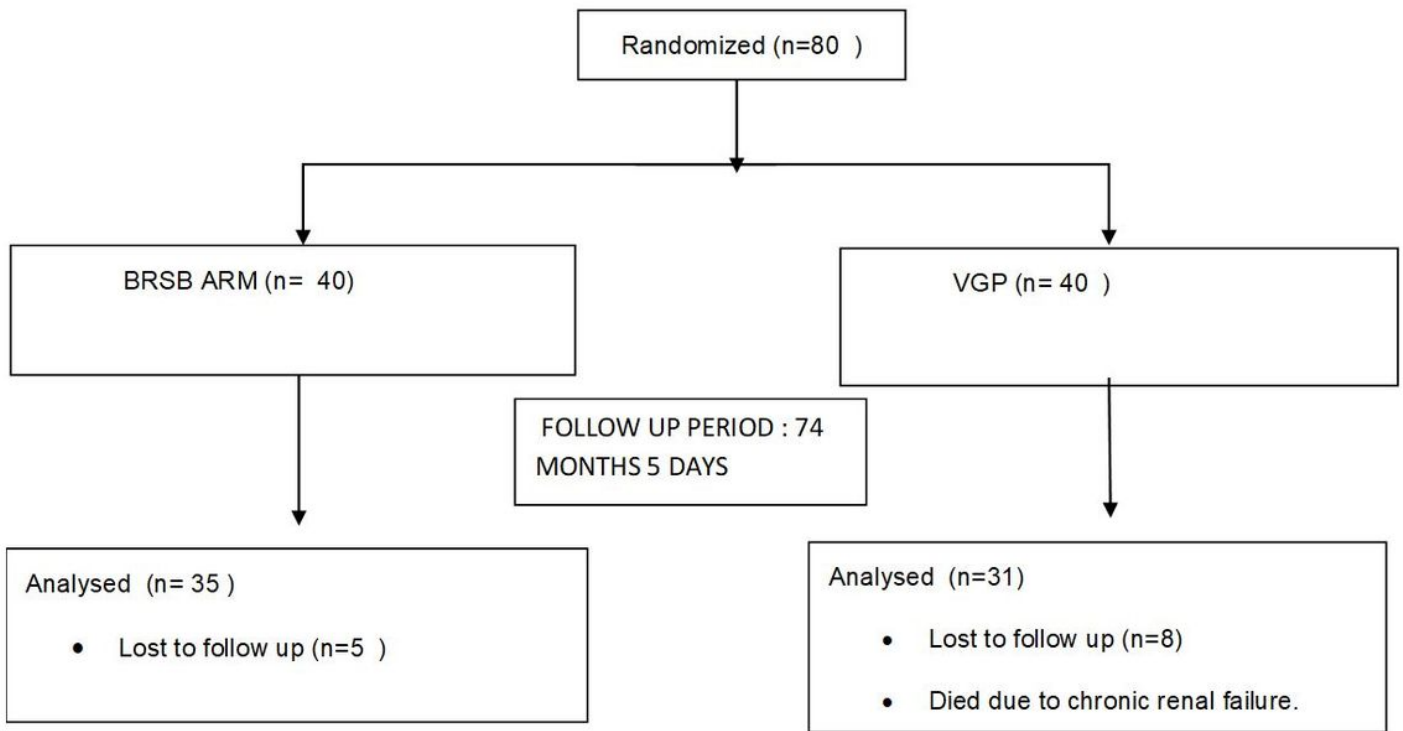 Randomized (n=80  )
BRSB ARM (n=  40)
VGP (n= 40  )
FOLLOW UP PERIOD : 74
MONTHS 5 DAYS
Analysed  (n= 35 )
• Lost to follow up (n=5  )
Analysed  (n=31)
• Lost to follow up (n=8)
• Died due to chronic renal failure.